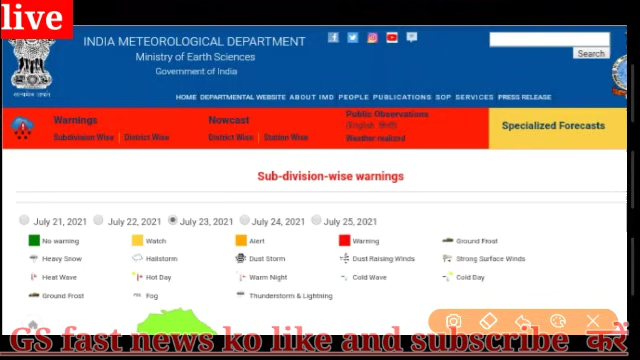 live
INDIA METEOROLOGICAL DEPARTMENT
Ministry of Earth Sciences
Government of India
Search
HOME DEPARTMENTAL WEBSITE ABOUT IMD PEOPLE PUBLICATIONS SOP SERVICES PRESS RELEASE
Warnings
Subdivision Wise District Wise
Nowcast
District Wise Station Wise
Public Observations
(English हिंदी)
Weather realized
Specialized Forecasts
Sub-division-wise warnings
July 21, 2021 July 22, 2021 July 23, 2021 July 24, 2021 July 25, 2021
No warning Watch Alert Warning Ground Frost
Heavy Snow Hailstorm Dust Storm Dust Raising Winds Strong Surface Winds
Heat Wave Hot Day Warm Night Cold Wave Cold Day
Ground Frost Fog Thunderstorm & Lightning
GS fast news ko like and subscribe करें